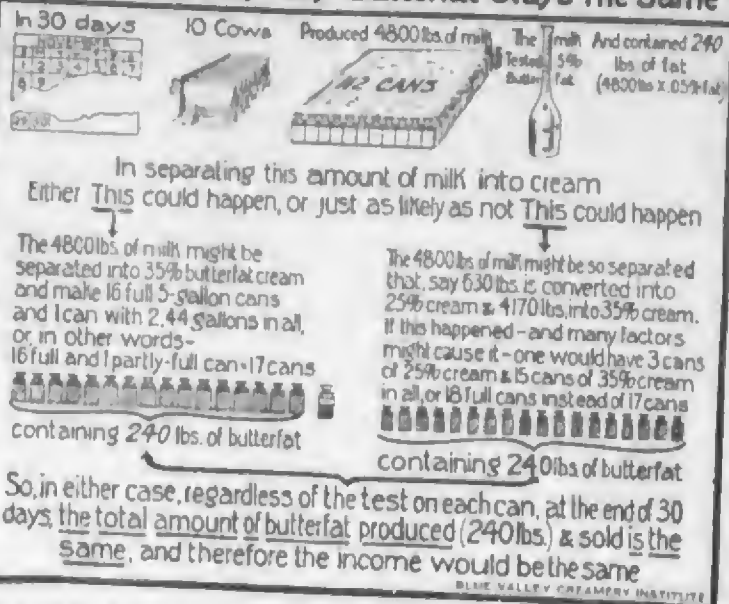 Butterfat Stays The Same
In 30 days
10 Cows
Produced 4800 lbs. of milk
112 CANS
The milk
Tested 5%
Butter fat
And contained 240
lbs of fat
(4800 lbs x .05% fat)
In separating this amount of milk into cream
Either This could happen, or just as likely as not This could happen
The 4800 lbs. of milk might be
separated into 35% butterfat cream
and make 16 full 5-gallon cans
and 1 can with 2.44 gallons in all,
or, in other words-
16 full and 1 partly-full can=17 cans
containing 240 lbs. of butterfat
The 4800 lbs of milk might be so separated
that, say 630 lbs. is converted into
25% cream & 4170 lbs, into 35% cream.
If this happened - and many factors
might cause it - one would have 3 cans
of 25% cream & 15 cans of 35% cream
in all, or 18 full cans instead of 17 cans
containing 240 lbs of butterfat
So, in either case, regardless of the test on each can, at the end of 30
days, the total amount of butterfat produced (240 lbs.) & sold is the
same, and therefore the income would be the same
BLUE VALLEY CREAMERY INSTITUTE